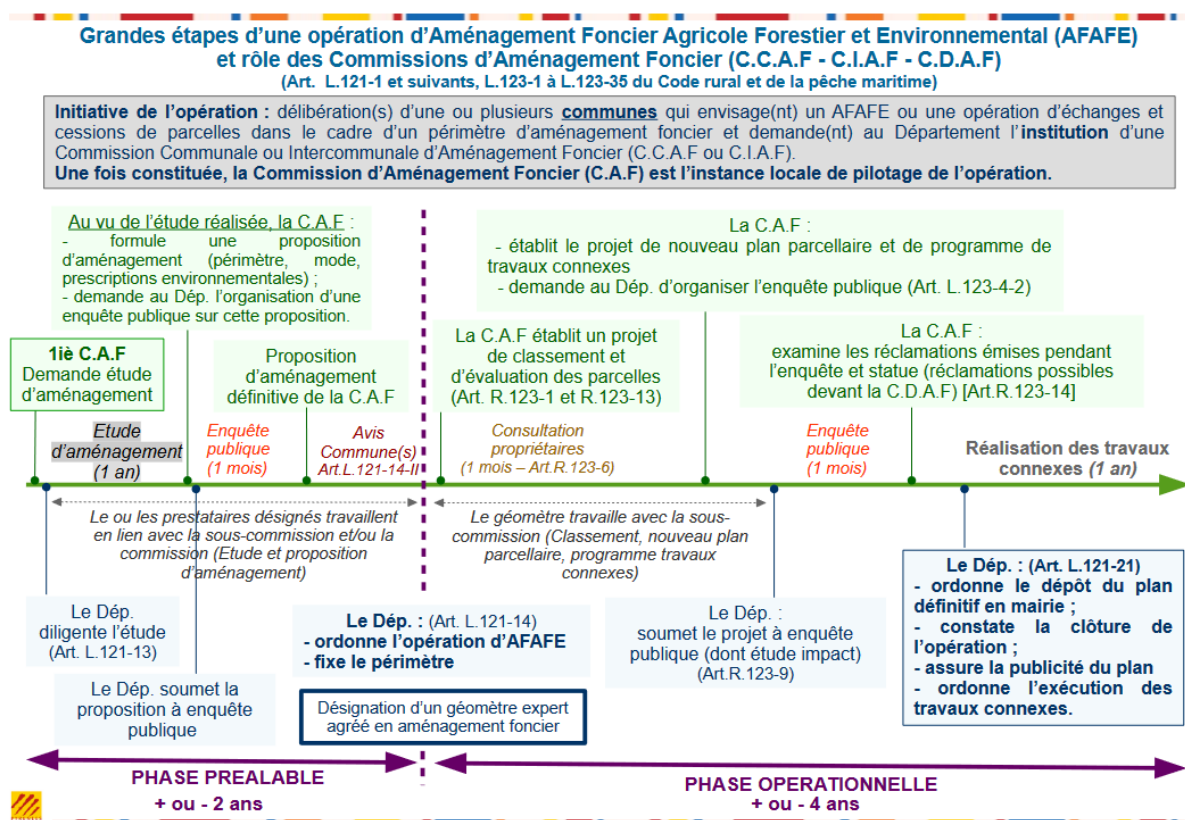 Grandes étapes d'une opération d'Aménagement Foncier Agricole Forestier et Environnemental (AFAFE)
et rôle des Commissions d'Aménagement Foncier (C.C.A.F - C.I.A.F - C.D.A.F)
(Art. L.121-1 et suivants, L.123-1 à L.123-35 du Code rural et de la pêche maritime)
Initiative de l'opération : délibération(s) d'une ou plusieurs communes qui envisage(nt) un AFAFE ou une opération d'échanges et
cessions de parcelles dans le cadre d'un périmètre d'aménagement foncier et demande(nt) au Département l'institution d'une
Commission Communale ou Intercommunale d'Aménagement Foncier (C.C.A.F ou C.I.A.F).
Une fois constituée, la Commission d'Aménagement Foncier (C.A.F) est l'instance locale de pilotage de l'opération.
Au vu de l'étude réalisée, la C.A.F :
- formule une proposition
d'aménagement (périmètre, mode,
prescriptions environnementales) ;
- demande au Dép. l'organisation d'une
enquête publique sur cette proposition.
La C.A.F :
- établit le projet de nouveau plan parcellaire et de programme de
travaux connexes
- demande au Dép. d'organiser l'enquête publique (Art. L.123-4-2)
1iè C.A.F
Demande étude
d'aménagement
Proposition
d'aménagement
définitive de la C.A.F
La C.A.F établit un projet
de classement et
d'évaluation des parcelles
(Art. R.123-1 et R.123-13)
La C.A.F :
examine les réclamations émises pendant
l'enquête et statue (réclamations possibles
devant la C.D.A.F) [Art.R.123-14]
Etude
d'aménagement
(1 an)
Enquête
publique
(1 mois)
Avis
Commune(s)
Art.L.121-14-II
Consultation
propriétaires
(1 mois – Art.R.123-6)
Enquête
publique
(1 mois)
Réalisation des travaux
connexes (1 an)
Le ou les prestataires désignés travaillent
en lien avec la sous-commission et/ou la
commission (Etude et proposition
d'aménagement)
Le géomètre travaille avec la sous-
commission (Classement, nouveau plan
parcellaire, programme travaux
connexes)
Le Dép.
diligente l'étude
(Art. L.121-13)
Le Dép. soumet la
proposition à enquête
publique
Le Dép. : (Art. L.121-14)
- ordonne l'opération d'AFAFE
- fixe le périmètre
Désignation d'un géomètre expert
agréé en aménagement foncier
Le Dép. :
soumet le projet à enquête
publique (dont étude impact)
(Art.R.123-9)
Le Dép. : (Art. L.121-21)
- ordonne le dépôt du plan
définitif en mairie ;
- constate la clôture de
l'opération ;
- assure la publicité du plan
- ordonne l'exécution des
travaux connexes.
PHASE PREALABLE
+ ou - 2 ans
PHASE OPERATIONNELLE
+ ou - 4 ans